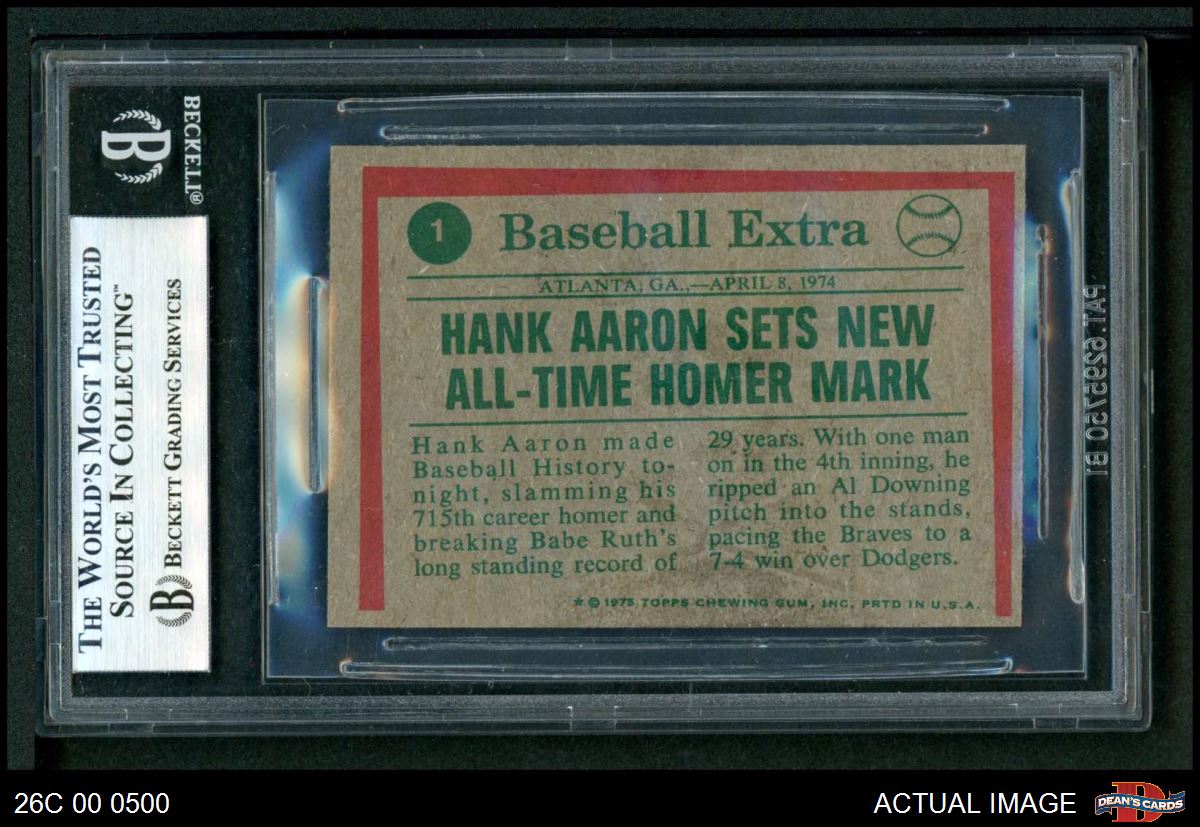 BECKETT®
B
THE WORLD'S MOST TRUSTED
SOURCE IN COLLECTING™
B BECKETT GRADING SERVICES
1 Baseball Extra
ATLANTA, GA.,—APRIL 8, 1974
HANK AARON SETS NEW
ALL-TIME HOMER MARK
Hank Aaron made
Baseball History to-
night, slamming his
715th career homer and
breaking Babe Ruth's
long standing record of
29 years. With one man
on in the 4th inning, he
ripped an Al Downing
pitch into the stands,
pacing the Braves to a
7-4 win over Dodgers.
★ © 1975 TOPPS CHEWING GUM, INC. PRTD IN U.S.A.
PAT. 6295750 B1
26C 00 0500
ACTUAL IMAGE
D
DEAN'S CARDS